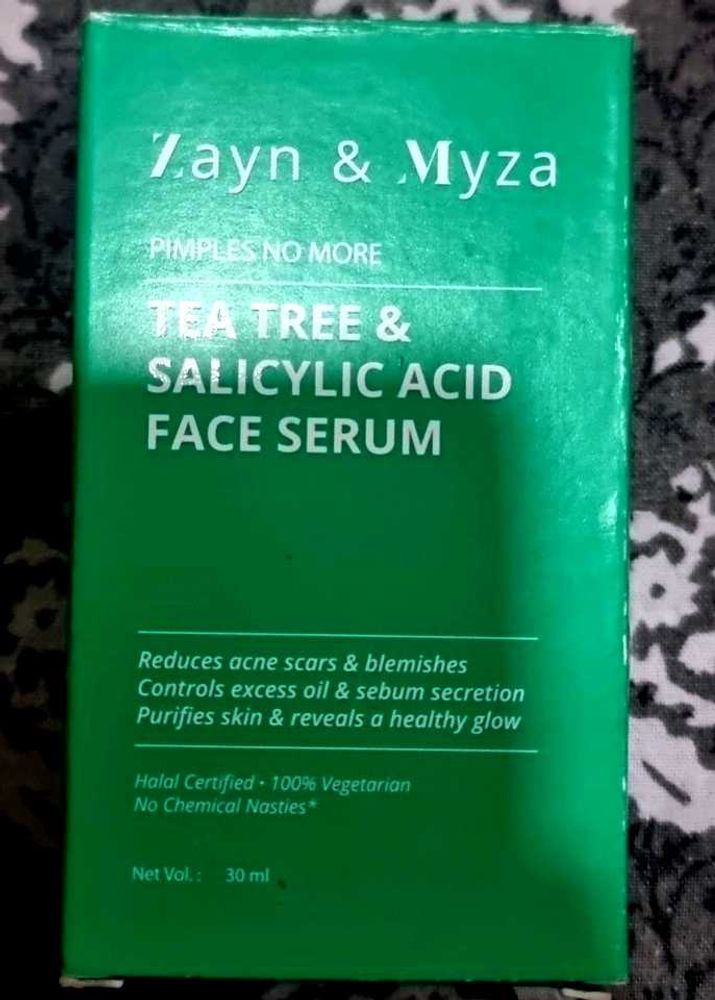 Zayn & Myza
PIMPLES NO MORE
TEA TREE &
SALICYLIC ACID
FACE SERUM
Reduces acne scars & blemishes
Controls excess oil & sebum secretion
Purifies skin & reveals a healthy glow
Halal Certified • 100% Vegetarian
No Chemical Nasties*
Net Vol.: 30 ml